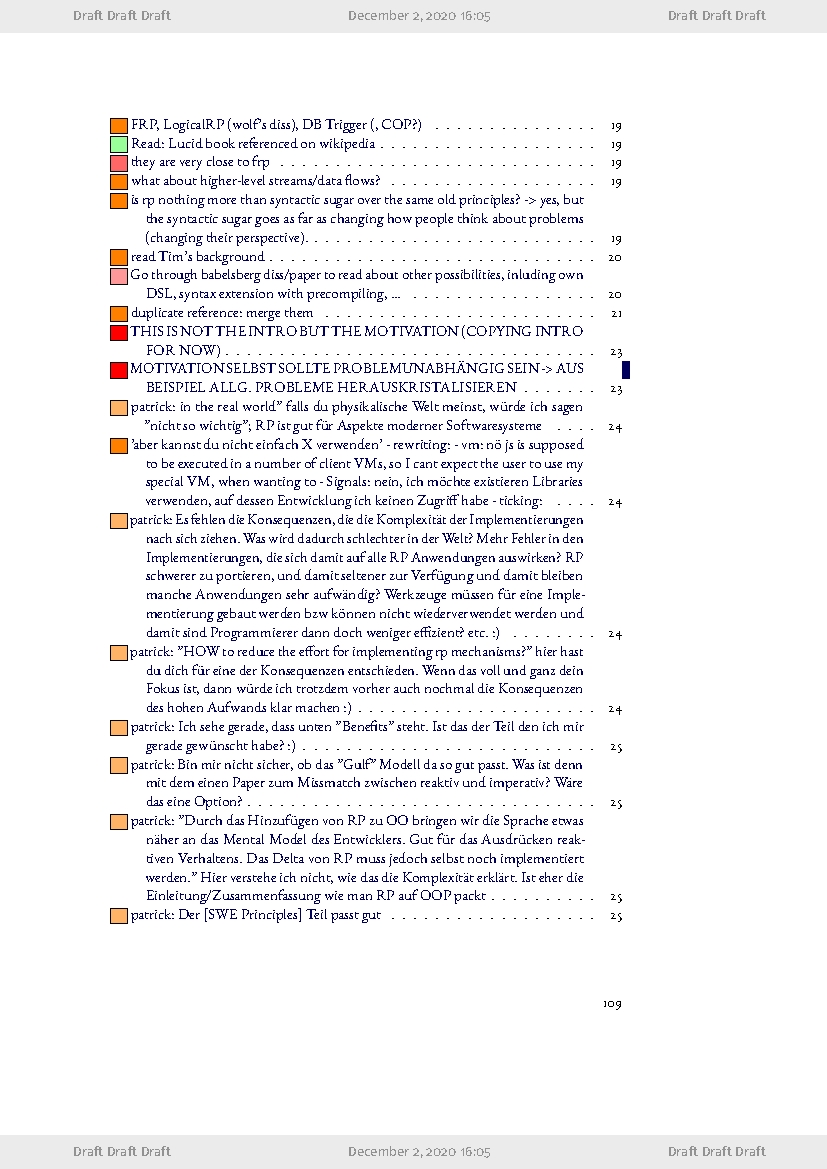 Draft Draft Draft December 2, 2020 16:05 Draft Draft Draft
FRP, LogicalRP (wolf's diss), DB Trigger (, COP?) . . . . . . . . . . . . . . . 19
Read: Lucid book referenced on wikipedia . . . . . . . . . . . . . . . . . . . . 19
they are very close to frp . . . . . . . . . . . . . . . . . . . . . . . . . . . . . 19
what about higher-level streams/data flows? . . . . . . . . . . . . . . . . . . . 19
is rp nothing more than syntactic sugar over the same old principles? -> yes, but
the syntactic sugar goes as far as changing how people think about problems
(changing their perspective). . . . . . . . . . . . . . . . . . . . . . . . . . . 19
read Tim's background . . . . . . . . . . . . . . . . . . . . . . . . . . . . . . 20
Go through babelsberg diss/paper to read about other possibilities, inluding own
DSL, syntax extension with precompiling, ... . . . . . . . . . . . . . . . . . 20
duplicate reference: merge them . . . . . . . . . . . . . . . . . . . . . . . . . 21
THIS IS NOT THE INTRO BUT THE MOTIVATION (COPYING INTRO
FOR NOW) . . . . . . . . . . . . . . . . . . . . . . . . . . . . . . . . . . 23
MOTIVATION SELBST SOLLTE PROBLEMUNABHÄNGIG SEIN -> AUS
BEISPIEL ALLG. PROBLEME HERAUSKRISTALISIEREN . . . . . . . 23
patrick: in the real world" falls du physikalische Welt meinst, würde ich sagen
"nicht so wichtig"; RP ist gut für Aspekte moderner Softwaresysteme . . . . 24
'aber kannst du nicht einfach X verwenden' - rewriting: - vm: nö js is supposed
to be executed in a number of client VMs, so I cant expect the user to use my
special VM, when wanting to - Signals: nein, ich möchte existieren Libraries
verwenden, auf dessen Entwicklung ich keinen Zugriff habe - ticking: . . . . 24
patrick: Es fehlen die Konsequenzen, die die Komplexität der Implementierungen
nach sich ziehen. Was wird dadurch schlechter in der Welt? Mehr Fehler in den
Implementierungen, die sich damit auf alle RP Anwendungen auswirken? RP
schwerer zu portieren, und damit seltener zur Verfügung und damit bleiben
manche Anwendungen sehr aufwändig? Werkzeuge müssen für eine Imple-
mentierung gebaut werden bzw können nicht wiederverwendet werden und
damit sind Programmierer dann doch weniger effizient? etc. :) . . . . . . . . 24
patrick: "HOW to reduce the effort for implementing rp mechanisms?" hier hast
du dich für eine der Konsequenzen entschieden. Wenn das voll und ganz dein
Fokus ist, dann würde ich trotzdem vorher auch nochmal die Konsequenzen
des hohen Aufwands klar machen :) . . . . . . . . . . . . . . . . . . . . . . 24
patrick: Ich sehe gerade, dass unten "Benefits" steht. Ist das der Teil den ich mir
gerade gewünscht habe? :) . . . . . . . . . . . . . . . . . . . . . . . . . . . 25
patrick: Bin mir nicht sicher, ob das "Gulf" Modell da so gut passt. Was ist denn
mit dem einen Paper zum Missmatch zwischen reaktiv und imperativ? Wäre
das eine Option? . . . . . . . . . . . . . . . . . . . . . . . . . . . . . . . . 25
patrick: "Durch das Hinzufügen von RP zu OO bringen wir die Sprache etwas
näher an das Mental Model des Entwicklers. Gut für das Ausdrücken reak-
tiven Verhaltens. Das Delta von RP muss jedoch selbst noch implementiert
werden." Hier verstehe ich nicht, wie das die Komplexität erklärt. Ist eher die
Einleitung/Zusammenfassung wie man RP auf OOP packt . . . . . . . . . . 25
patrick: Der [SWE Principles] Teil passt gut . . . . . . . . . . . . . . . . . . . 25
109
Draft Draft Draft December 2, 2020 16:05 Draft Draft Draft